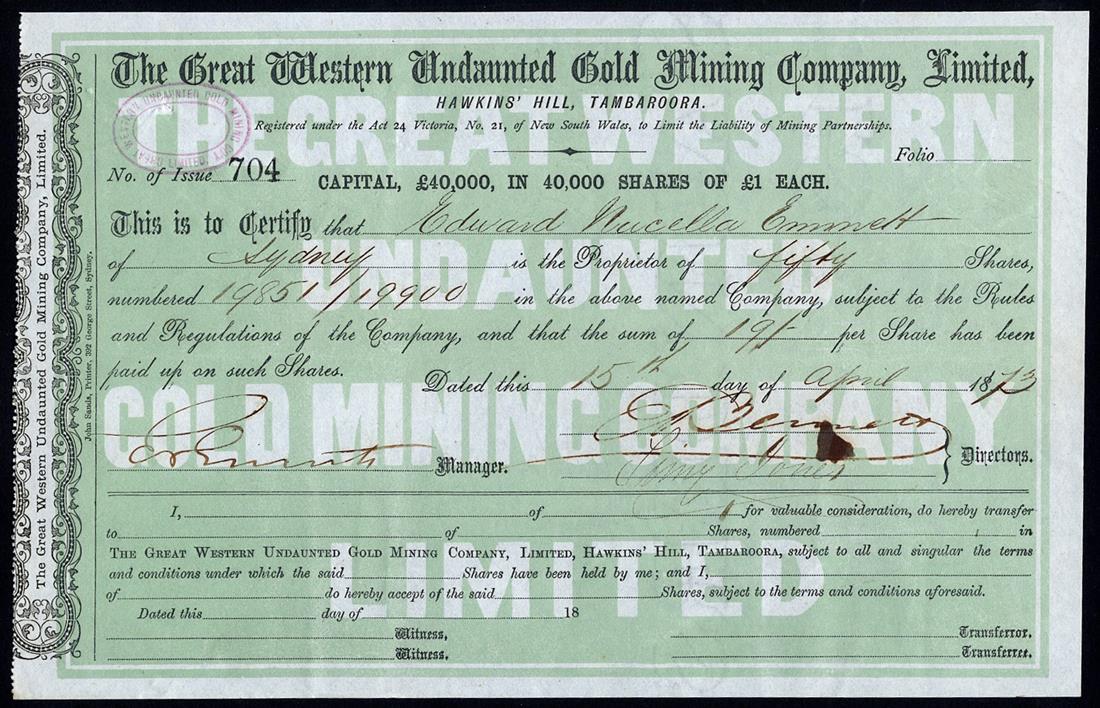 The Great Western Undaunted Gold Mining Company, Limited,
HAWKINS' HILL, TAMBAROORA.
Registered under the Act 24 Victoria, No. 21, of New South Wales, to Limit the Liability of Mining Partnerships.
Folio
No. of Issue 704
CAPITAL, £40,000, IN 40,000 SHARES OF £1 EACH.
This is to Certify that Edward Nucella Emmett
of Sydney is the Proprietor of fifty Shares,
numbered 19851/19900 in the above named Company, subject to the Rules
and Regulations of the Company, and that the sum of 19/- per Share has been
paid up on such Shares.
Dated this 15th day of April 1873
Manager.
Directors.
I, of for valuable consideration, do hereby transfer
to of Shares, numbered in
THE GREAT WESTERN UNDAUNTED GOLD MINING COMPANY, LIMITED, HAWKINS' HILL, TAMBAROORA, subject to all and singular the terms
and conditions under which the said Shares have been held by me; and I,
of do hereby accept of the said Shares, subject to the terms and conditions aforesaid.
Dated this day of 18
Witness. Transferror.
Witness. Transferree.
THE GREAT WESTERN
UNDAUNTED
GOLD MINING COMPANY
LIMITED
The Great Western Undaunted Gold Mining Company, Limited.
John Sands, Printer, 392 George Street, Sydney.
WESTERN UNDAUNTED GOLD MINING
LIMITED